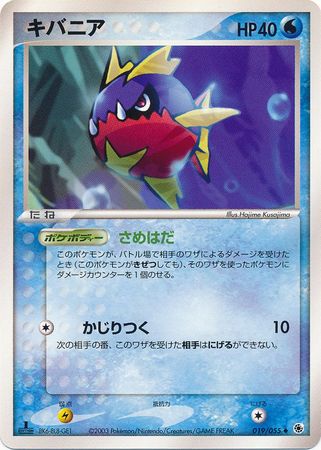 キバニア HP40
たね
Illus. Hajime Kusajima
ポケボディー さめはだ
このポケモンが、バトル場で相手のワザによるダメージを受けた
とき(このポケモンがきぜつしても)、そのワザを使ったポケモンに
ダメージカウンターを1個のせる。
かじりつく 10
次の相手の番、このワザを受けた相手はにげるができない。
弱点 抵抗力 にげる
1 EDITION
©2003 Pokémon/Nintendo/Creatures/GAME FREAK
019/055